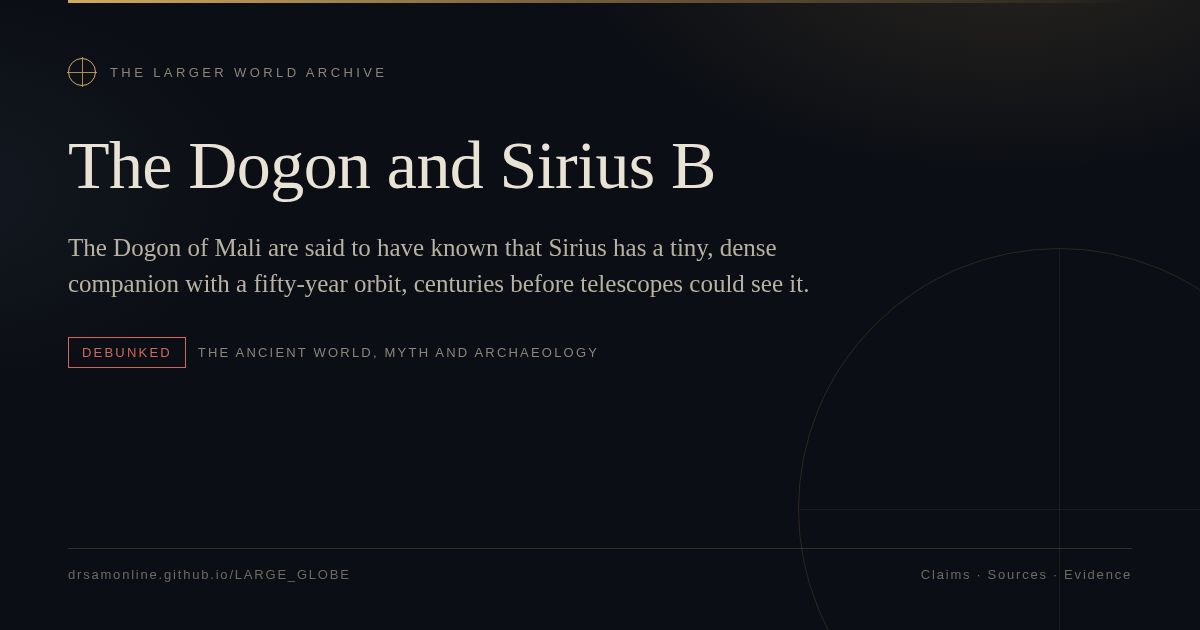 THE LARGER WORLD ARCHIVE
The Dogon and Sirius B
The Dogon of Mali are said to have known that Sirius has a tiny, dense
companion with a fifty-year orbit, centuries before telescopes could see it.
DEBUNKED THE ANCIENT WORLD, MYTH AND ARCHAEOLOGY
drsamonline.github.io/LARGE_GLOBE Claims · Sources · Evidence